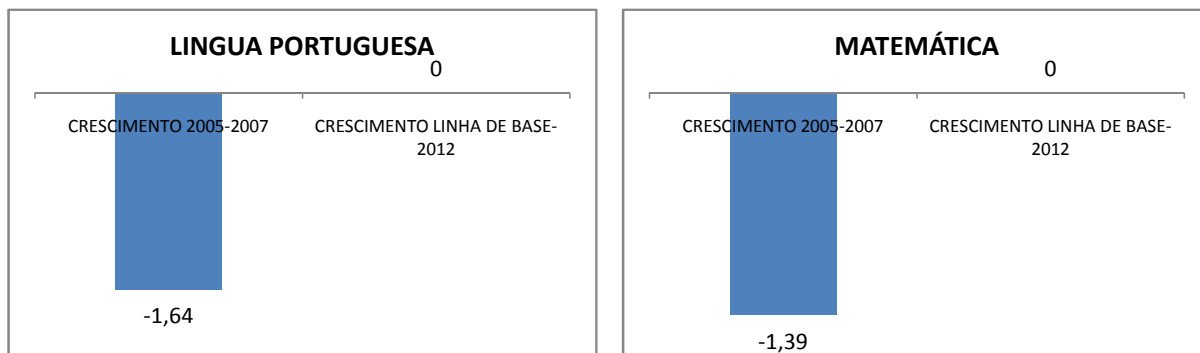 LINGUA PORTUGUESA
0
CRESCIMENTO 2005-2007
CRESCIMENTO LINHA DE BASE-
2012
-1,64
MATEMÁTICA
0
CRESCIMENTO 2005-2007
CRESCIMENTO LINHA DE BASE-
2012
-1,39